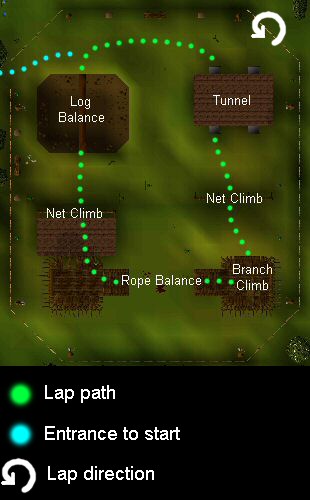 Log
Balance
Tunnel
Net Climb
Net Climb
Rope Balance
Branch
Climb
Lap path
Entrance to start
Lap direction